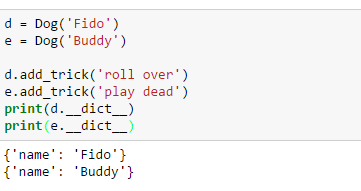 d = Dog('Fido')
e = Dog('Buddy')

d.add_trick('roll over')
e.add_trick('play dead')
print(d.__dict__)
print(e.__dict__)
{'name': 'Fido'}
{'name': 'Buddy'}